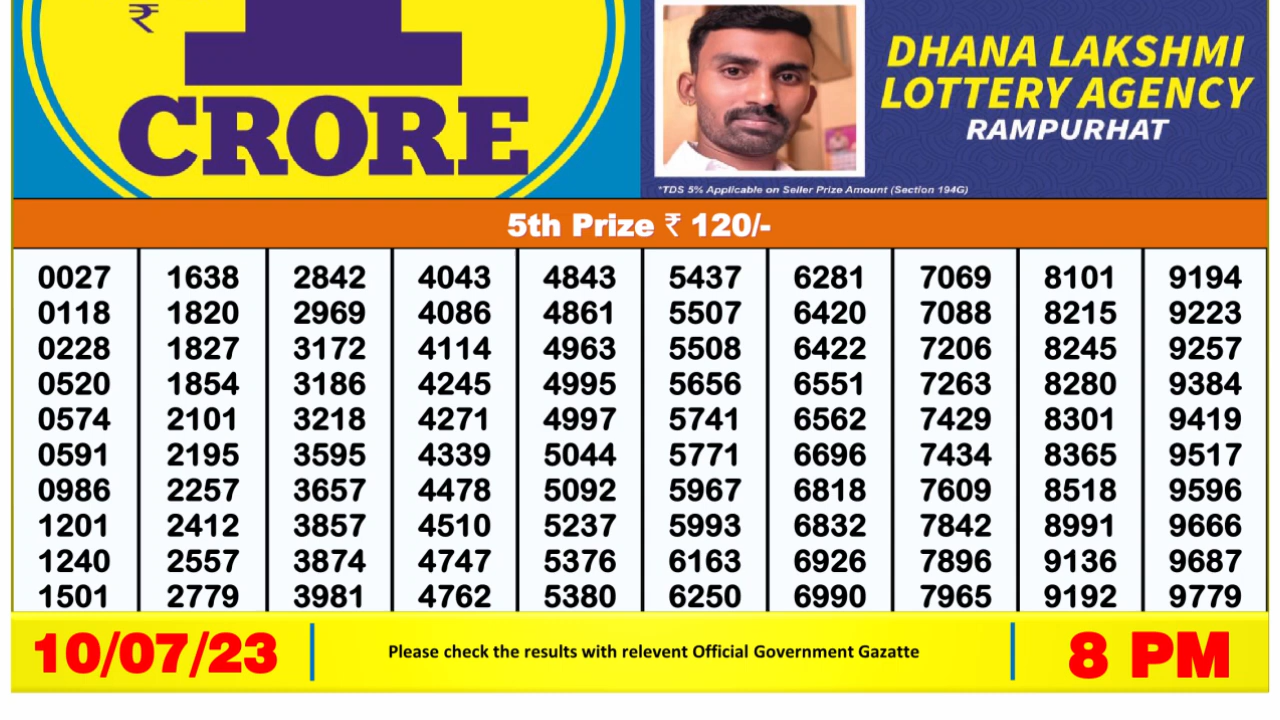 ₹
1
CRORE
DHANA LAKSHMI
LOTTERY AGENCY
RAMPURHAT
*TDS 5% Applicable on Seller Prize Amount (Section 194G)
5th Prize ₹ 120/-
0027 1638 2842 4043 4843 5437 6281 7069 8101 9194
0118 1820 2969 4086 4861 5507 6420 7088 8215 9223
0228 1827 3172 4114 4963 5508 6422 7206 8245 9257
0520 1854 3186 4245 4995 5656 6551 7263 8280 9384
0574 2101 3218 4271 4997 5741 6562 7429 8301 9419
0591 2195 3595 4339 5044 5771 6696 7434 8365 9517
0986 2257 3657 4478 5092 5967 6818 7609 8518 9596
1201 2412 3857 4510 5237 5993 6832 7842 8991 9666
1240 2557 3874 4747 5376 6163 6926 7896 9136 9687
1501 2779 3981 4762 5380 6250 6990 7965 9192 9779
10/07/23
Please check the results with relevent Official Government Gazatte
8 PM